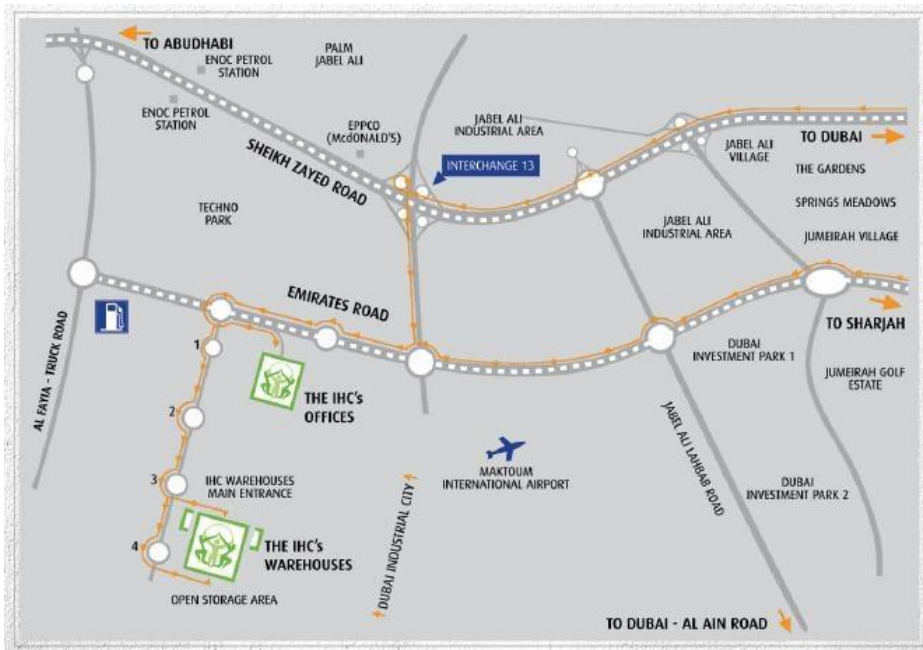 TO ABUDHABI
ENOC PETROL
STATION
PALM
JABEL ALI
ENOC PETROL
STATION
EPPCO
(McDONALD'S)
JABEL ALI
INDUSTRIAL AREA
INTERCHANGE 13
TO DUBAI
JABEL ALI
VILLAGE
THE GARDENS
SPRINGS MEADOWS
JUMEIRAH VILLAGE
SHEIKH ZAYED ROAD
TECHNO
PARK
JABEL ALI
INDUSTRIAL AREA
EMIRATES ROAD
TO SHARJAH
AL FAYIA - TRUCK ROAD
1
THE IHC's
OFFICES
DUBAI
INVESTMENT PARK 1
JUMEIRAH GOLF
ESTATE
2
JABEL ALI LAHBAB ROAD
3
IHC WAREHOUSES
MAIN ENTRANCE
MAKTOUM
INTERNATIONAL AIRPORT
DUBAI INDUSTRIAL CITY
DUBAI
INVESTMENT PARK 2
4
THE IHC's
WAREHOUSES
OPEN STORAGE AREA
TO DUBAI - AL AIN ROAD